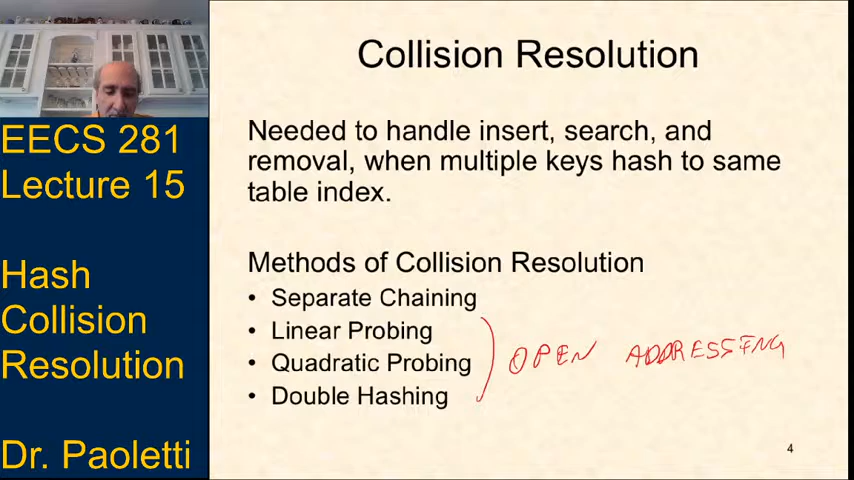 EECS 281
Lecture 15
Hash
Collision
Resolution
Dr. Paoletti
Collision Resolution
Needed to handle insert, search, and
removal, when multiple keys hash to same
table index.
Methods of Collision Resolution
• Separate Chaining
• Linear Probing
• Quadratic Probing
• Double Hashing
OPEN ADDRESSING
4